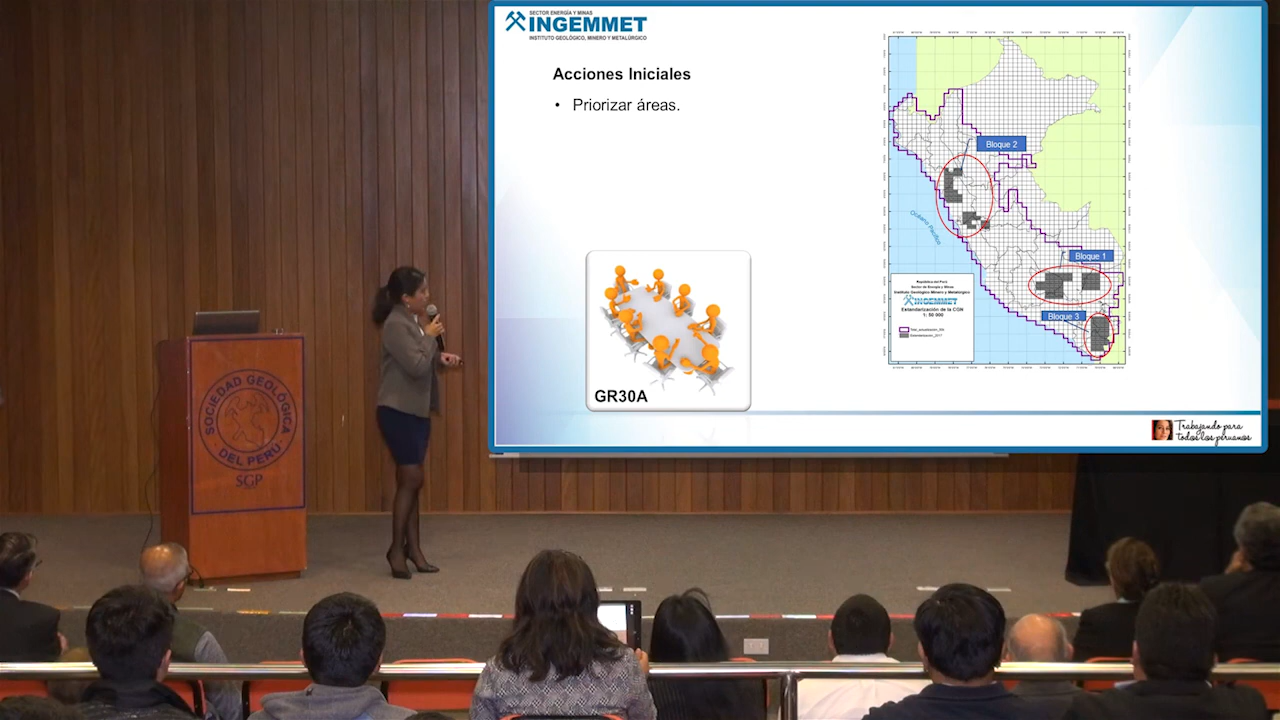 SECTOR ENERGÍA Y MINAS
INGEMMET
INSTITUTO GEOLÓGICO, MINERO Y METALÚRGICO
Acciones Iniciales
• Priorizar áreas.
Bloque 2
Océano Pacífico
Bloque 1
Bloque 3
República del Perú
Sector de Energía y Minas
Instituto Geológico Minero y Metalúrgico
INGEMMET
Estandarización de la CGN
1: 50 000
GR30A
Trabajando para
todos los peruanos
SOCIEDAD GEOLÓGICA
DEL PERÚ
SGP